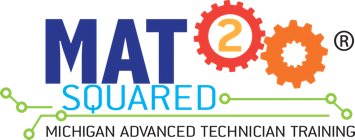 MAT 2 ®
SQUARED
MICHIGAN ADVANCED TECHNICIAN TRAINING